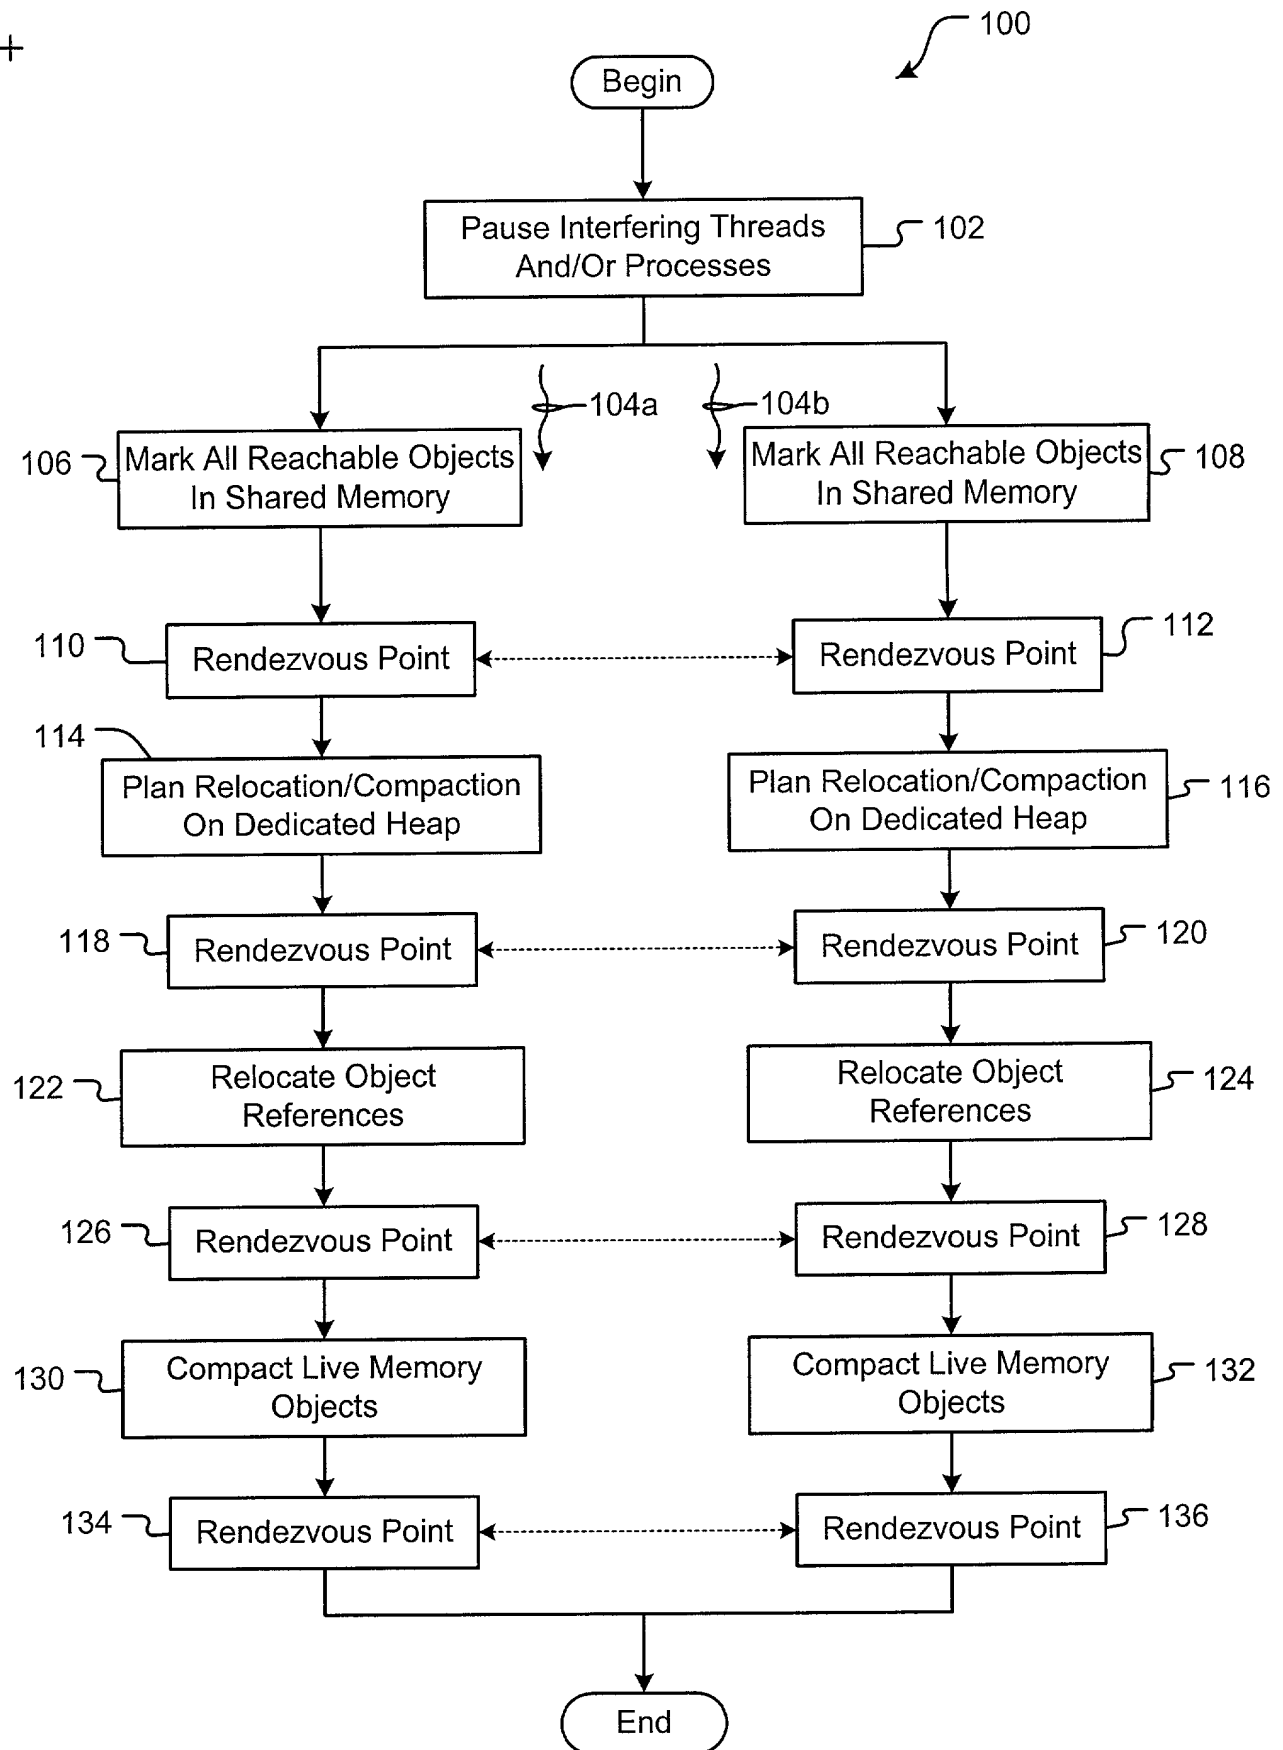 +
100
Begin
Pause Interfering Threads
And/Or Processes
102
104a
104b
106
Mark All Reachable Objects
In Shared Memory
Mark All Reachable Objects
In Shared Memory
108
110
Rendezvous Point
Rendezvous Point
112
114
Plan Relocation/Compaction
On Dedicated Heap
Plan Relocation/Compaction
On Dedicated Heap
116
118
Rendezvous Point
Rendezvous Point
120
122
Relocate Object
References
Relocate Object
References
124
126
Rendezvous Point
Rendezvous Point
128
130
Compact Live Memory
Objects
Compact Live Memory
Objects
132
134
Rendezvous Point
Rendezvous Point
136
End